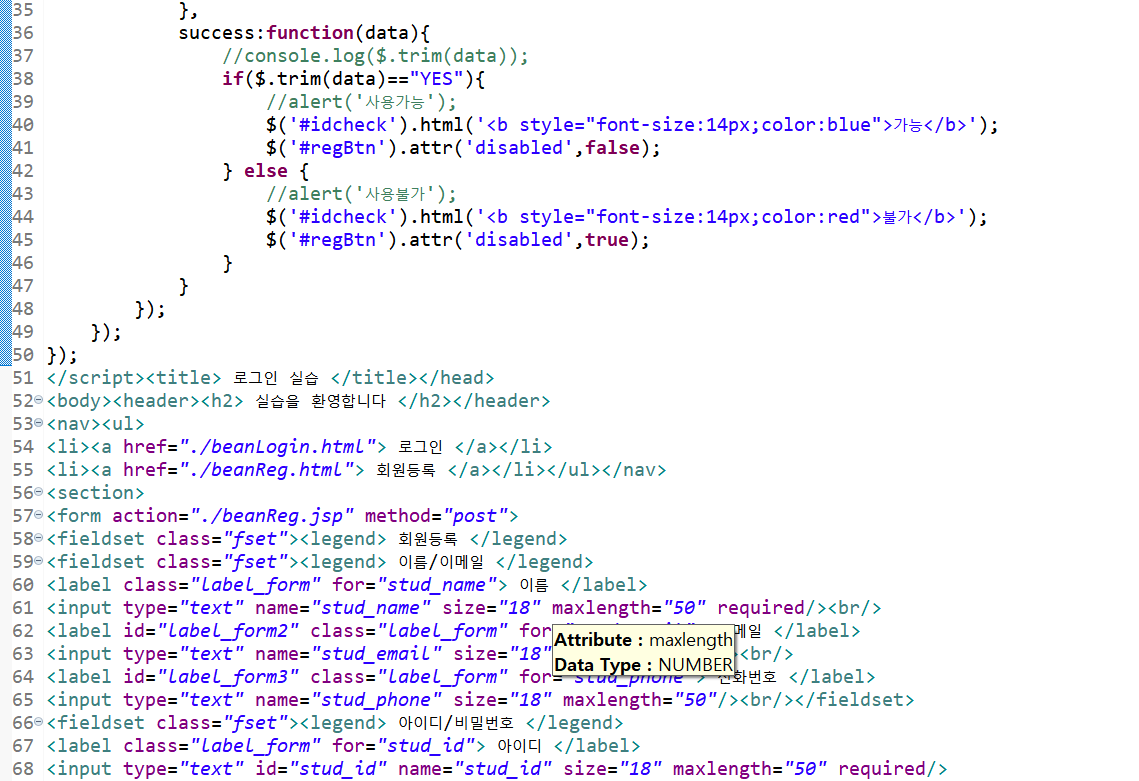 35 },
36 success:function(data){
37 //console.log($.trim(data));
38 if($.trim(data)=="YES"){
39 //alert('사용가능');
40 $('#idcheck').html('<b style="font-size:14px;color:blue">가능</b>');
41 $('#regBtn').attr('disabled',false);
42 } else {
43 //alert('사용불가');
44 $('#idcheck').html('<b style="font-size:14px;color:red">불가</b>');
45 $('#regBtn').attr('disabled',true);
46 }
47 }
48 });
49 });
50 });
51 </script><title> 로그인 실습 </title></head>
52 <body><header><h2> 실습을 환영합니다 </h2></header>
53 <nav><ul>
54 <li><a href="./beanLogin.html"> 로그인 </a></li>
55 <li><a href="./beanReg.html"> 회원등록 </a></li></ul></nav>
56 <section>
57 <form action="./beanReg.jsp" method="post">
58 <fieldset class="fset"><legend> 회원등록 </legend>
59 <fieldset class="fset"><legend> 이름/이메일 </legend>
60 <label class="label_form" for="stud_name"> 이름 </label>
61 <input type="text" name="stud_name" size="18" maxlength="50" required/><br/>
62 <label id="label_form2" class="label_form" for 메일 </label>
Attribute : maxlength
63 <input type="text" name="stud_email" size="18" <br/>
Data Type : NUMBER
64 <label id="label_form3" class="label_form" for="stud_phone"> 전화번호 </label>
65 <input type="text" name="stud_phone" size="18" maxlength="50"/><br/></fieldset>
66 <fieldset class="fset"><legend> 아이디/비밀번호 </legend>
67 <label class="label_form" for="stud_id"> 아이디 </label>
68 <input type="text" id="stud_id" name="stud_id" size="18" maxlength="50" required/>